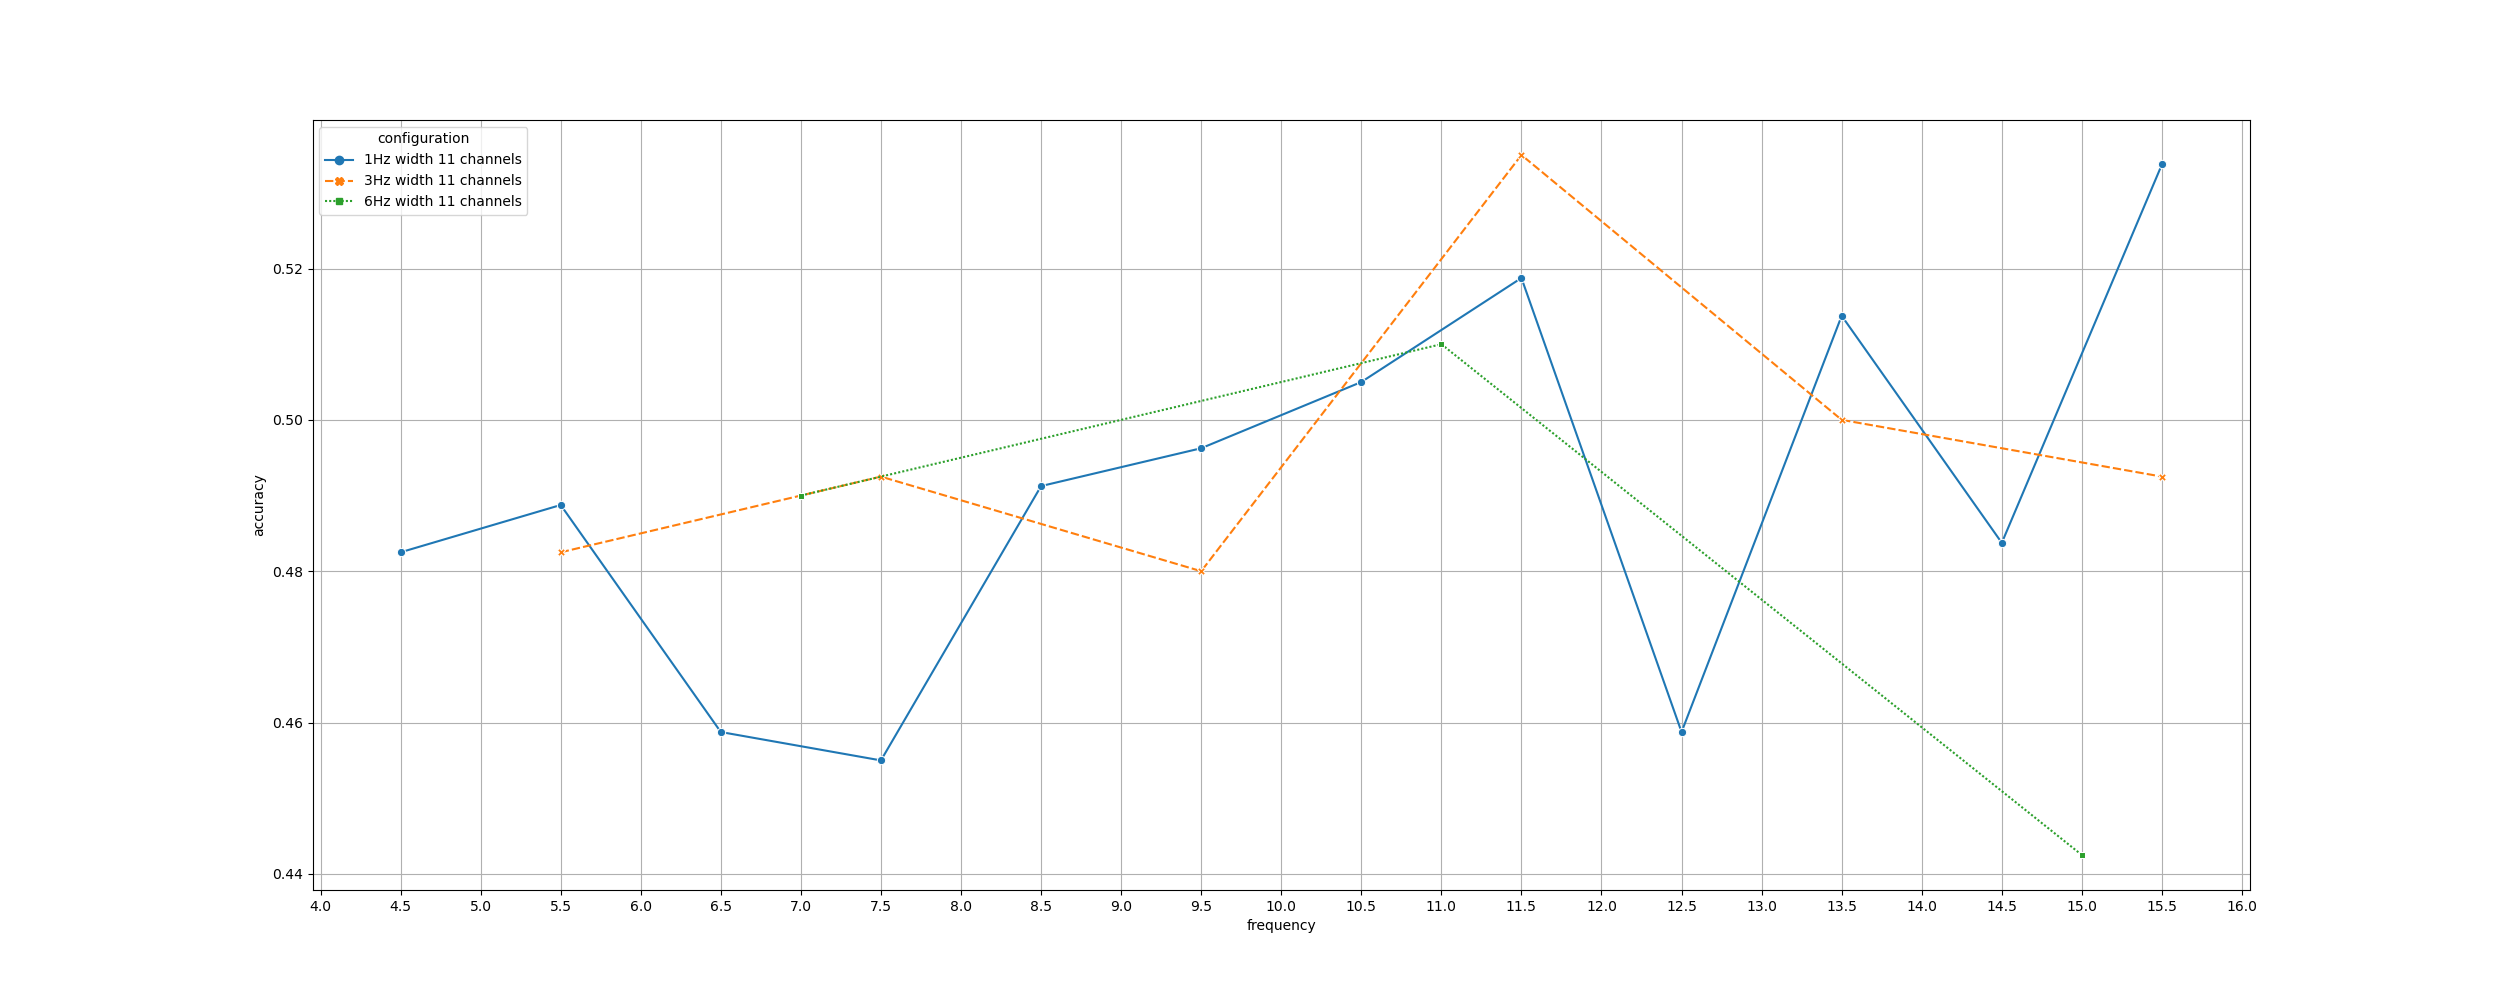 configuration
1Hz width 11 channels
3Hz width 11 channels
6Hz width 11 channels
accuracy
0.52
0.50
0.48
0.46
0.44
4.0 4.5 5.0 5.5 6.0 6.5 7.0 7.5 8.0 8.5 9.0 9.5 10.0 10.5 11.0 11.5 12.0 12.5 13.0 13.5 14.0 14.5 15.0 15.5 16.0
frequency